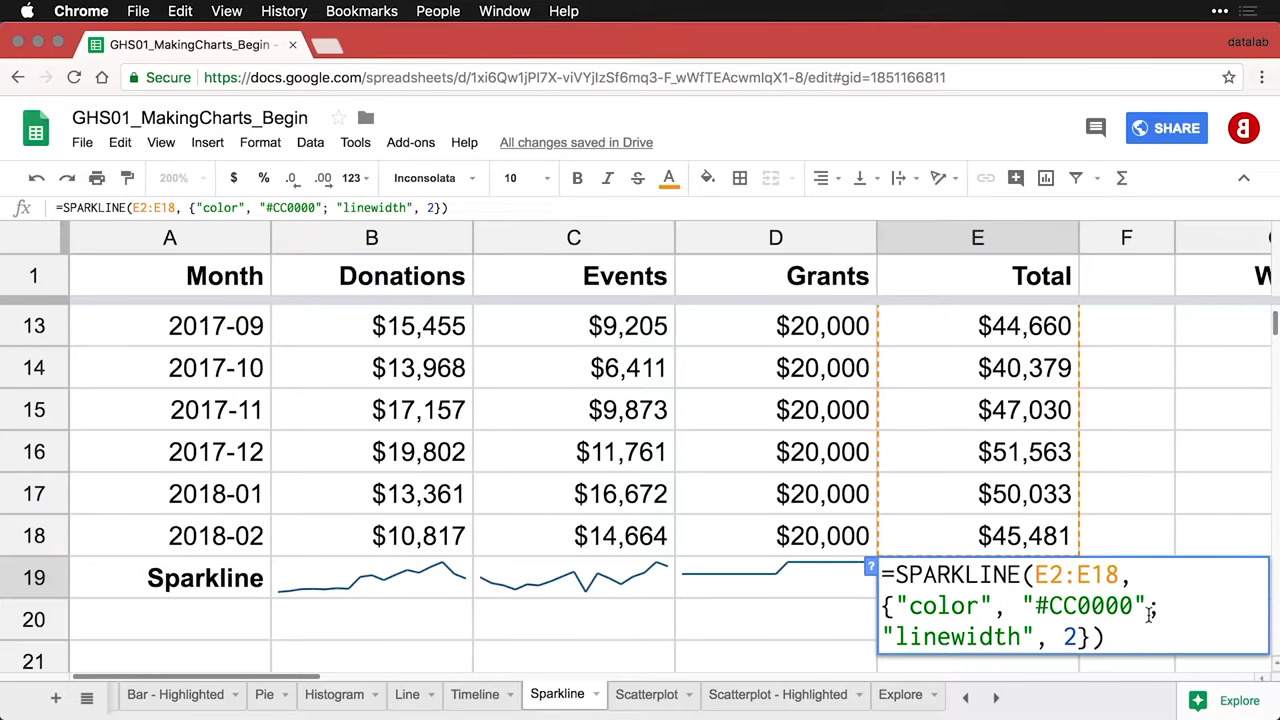 Chrome File Edit View History Bookmarks People Window Help
GHS01_MakingCharts_Begin - × datalab
Secure https://docs.google.com/spreadsheets/d/1xi6Qw1jPl7X-viVYjIzSf6mq3-F_wWfTEAcwmIqX1-8/edit#gid=1851166811
GHS01_MakingCharts_Begin
SHARE
File Edit View Insert Format Data Tools Add-ons Help All changes saved in Drive
200% $ % .0 .00 123 Inconsolata 10 B I S A Σ
fx =SPARKLINE(E2:E18, {"color", "#CC0000"; "linewidth", 2})
A B C D E F
1 Month Donations Events Grants Total
13 2017-09 $15,455 $9,205 $20,000 $44,660
14 2017-10 $13,968 $6,411 $20,000 $40,379
15 2017-11 $17,157 $9,873 $20,000 $47,030
16 2017-12 $19,802 $11,761 $20,000 $51,563
17 2018-01 $13,361 $16,672 $20,000 $50,033
18 2018-02 $10,817 $14,664 $20,000 $45,481
19 Sparkline ? =SPARKLINE(E2:E18,
{"color", "#CC0000";
20
"linewidth", 2})
21
+ Bar - Highlighted Pie Histogram Line Timeline Sparkline Scatterplot Scatterplot - Highlighted Explore Explore